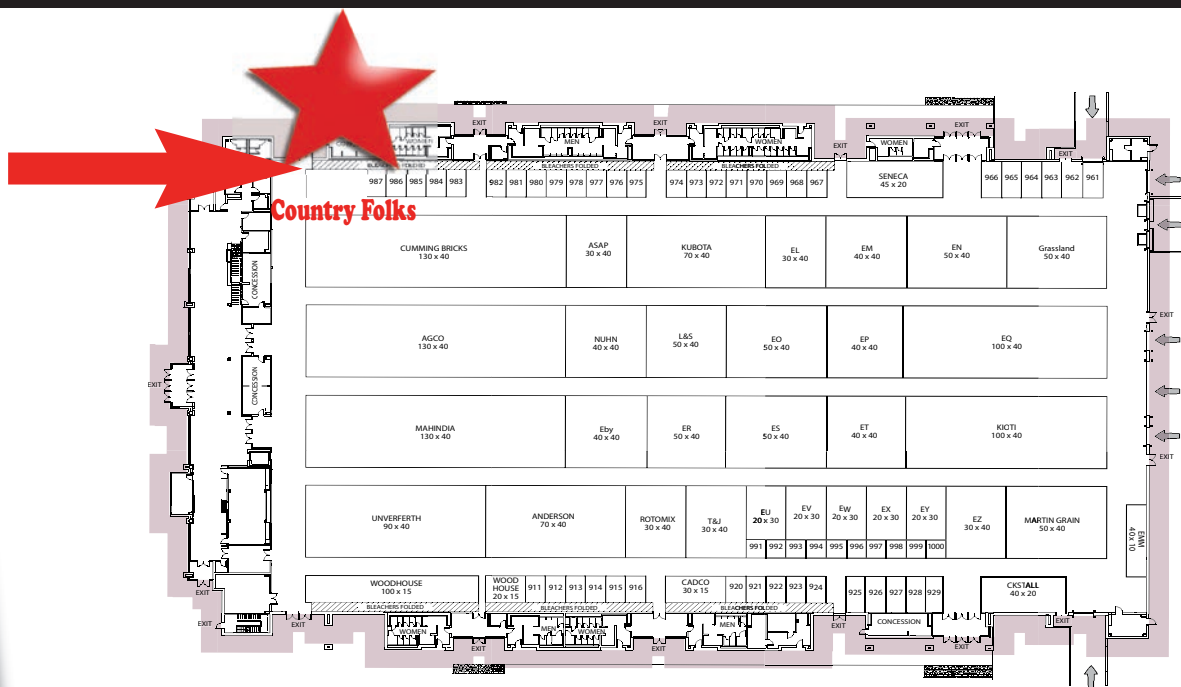 EXIT
EXIT
EXIT
WOMEN
MEN
WOMEN
EXIT
WOMEN
EXIT
BLEACHERS FOLDED
BLEACHERS FOLDED
BLEACHERS FOLDED
987 986 985 984 983
982 981 980 979 978 977 976 975
974 973 972 971 970 969 968 967
SENECA
45 x 20
966 965 964 963 962 961
Country Folks
CUMMING BRICKS
130 x 40
ASAP
30 x 40
KUBOTA
70 x 40
EL
30 x 40
EM
40 x 40
EN
50 x 40
Grassland
50 x 40
CONCESSION
EXIT
AGCO
130 x 40
NUHN
40 x 40
L&S
50 x 40
EO
50 x 40
EP
40 x 40
EQ
100 x 40
EXIT
CONCESSION
MAHINDIA
130 x 40
Eby
40 x 40
ER
50 x 40
ES
50 x 40
ET
40 x 40
KIOTI
100 x 40
EXIT
UNVERFERTH
90 x 40
ANDERSON
70 x 40
ROTOMIX
30 x 40
T&J
30 x 40
EU
20 x 30
EV
20 x 30
EW
20 x 30
EX
20 x 30
EY
20 x 30
EZ
30 x 40
MARTIN GRAIN
50 x 40
EMM
40 x 10
991 992 993 994 995 996 997 998 999 1000
WOODHOUSE
100 x 15
WOOD
HOUSE
20 x 15
911 912 913 914 915 916
CADCO
30 x 15
920 921 922 923 924
925 926 927 928 929
CKSTALL
40 x 20
EXIT
BLEACHERS FOLDED
BLEACHERS FOLDED
BLEACHERS FOLDED
EXIT
EXIT
WOMEN
MEN
WOMEN
MEN
EXIT
CONCESSION
EXIT
EXIT
EXIT
EXIT